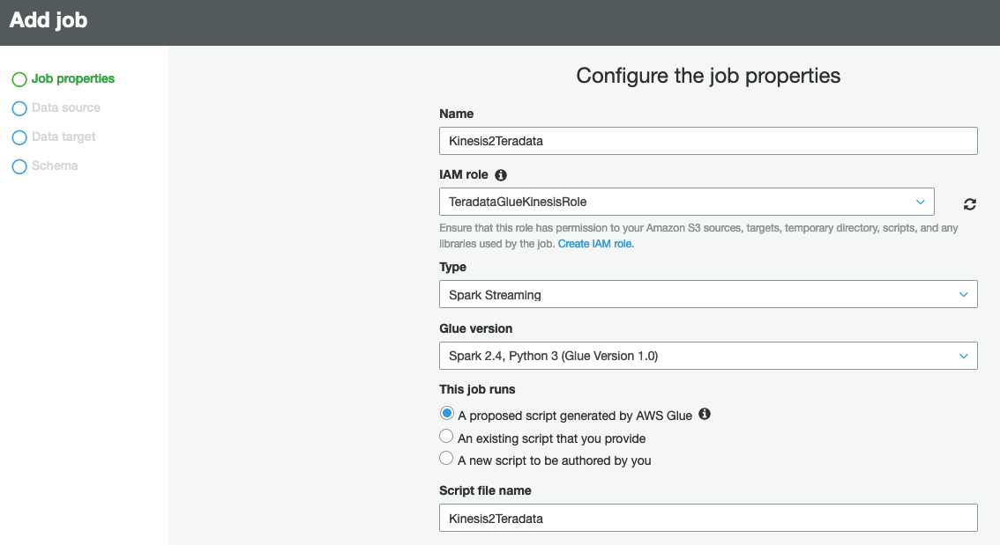 Add job
Job properties
Data source
Data target
Schema
Configure the job properties
Name
Kinesis2Teradata
IAM role
TeradataGlueKinesisRole
Ensure that this role has permission to your Amazon S3 sources, targets, temporary directory, scripts, and any
libraries used by the job. Create IAM role.
Type
Spark Streaming
Glue version
Spark 2.4, Python 3 (Glue Version 1.0)
This job runs
A proposed script generated by AWS Glue
An existing script that you provide
A new script to be authored by you
Script file name
Kinesis2Teradata